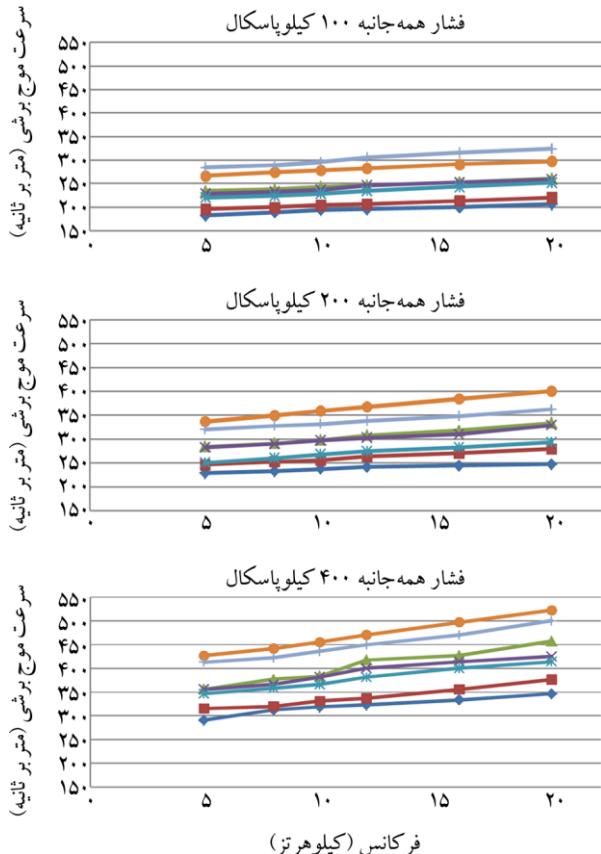 فشار همه‌جانبه ۱۰۰ کیلوپاسکال
سرعت موج برشی (متر بر ثانیه)
۵۵۰
۵۰۰
۴۵۰
۴۰۰
۳۵۰
۳۰۰
۲۵۰
۲۰۰
۱۵۰
۰ ۵ ۱۰ ۱۵ ۲۰
فشار همه‌جانبه ۲۰۰ کیلوپاسکال
سرعت موج برشی (متر بر ثانیه)
۵۵۰
۵۰۰
۴۵۰
۴۰۰
۳۵۰
۳۰۰
۲۵۰
۲۰۰
۱۵۰
۰ ۵ ۱۰ ۱۵ ۲۰
فشار همه‌جانبه ۴۰۰ کیلوپاسکال
سرعت موج برشی (متر بر ثانیه)
۵۵۰
۵۰۰
۴۵۰
۴۰۰
۳۵۰
۳۰۰
۲۵۰
۲۰۰
۱۵۰
۰ ۵ ۱۰ ۱۵ ۲۰
فرکانس (کیلوهرتز)